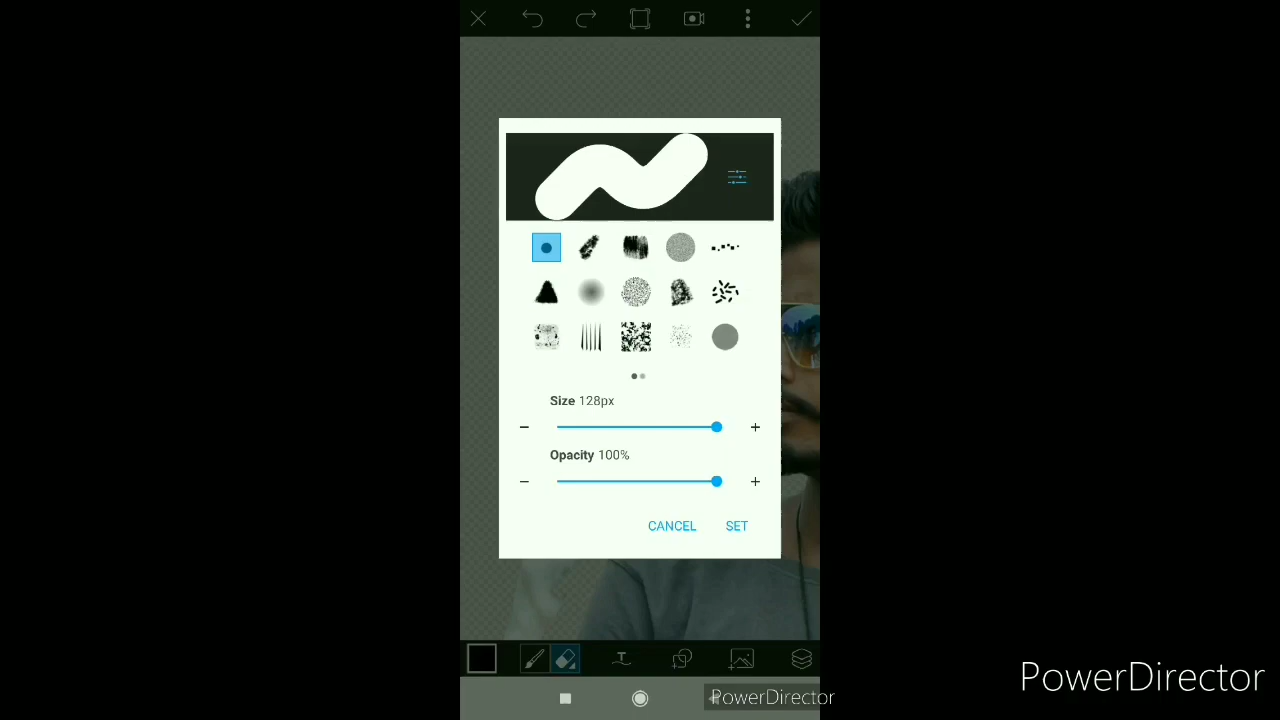 Size 128px
Opacity 100%
CANCEL SET
PowerDirector
PowerDirector